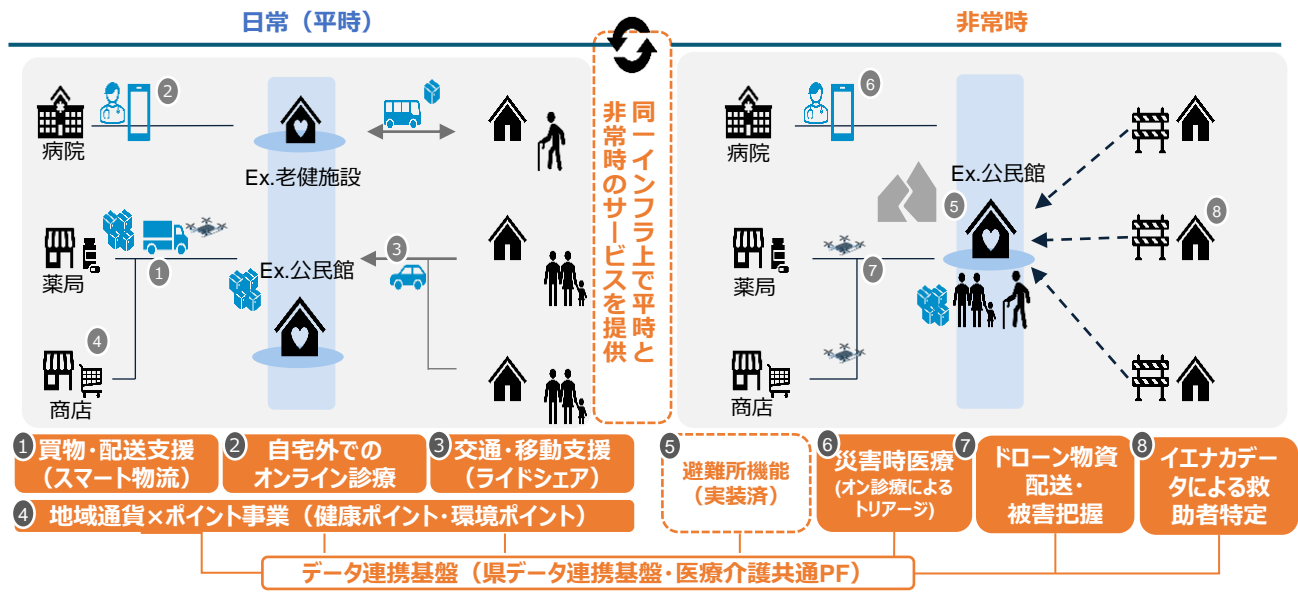 日常（平時）
非常時
2
病院
Ex.老健施設
1
薬局
3
Ex.公民館
4
商店
同一インフラ上で平時と
非常時のサービスを提供
6
病院
Ex.公民館
5
8
薬局
7
商店
1 買物・配送支援
（スマート物流）
2 自宅外での
オンライン診療
3 交通・移動支援
（ライドシェア）
4 地域通貨×ポイント事業（健康ポイント・環境ポイント）
5 避難所機能
（実装済）
6 災害時医療
(オン診療による
トリアージ)
7 ドローン物資
配送・
被害把握
8 イエナカデー
タによる救
助者特定
データ連携基盤（県データ連携基盤・医療介護共通PF）